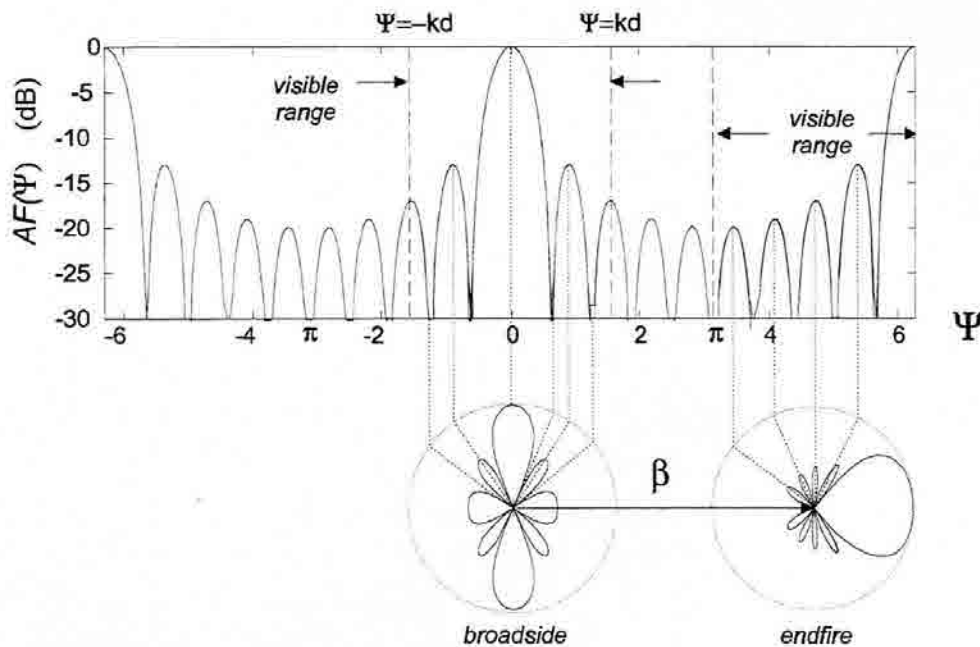 Ψ=-kd Ψ=kd
0
-5
-10
-15
-20
-25
-30
AF(Ψ) (dB)
visible
range
visible
range
-6 -4 π -2 0 2 π 4 6 Ψ
β
broadside endfire